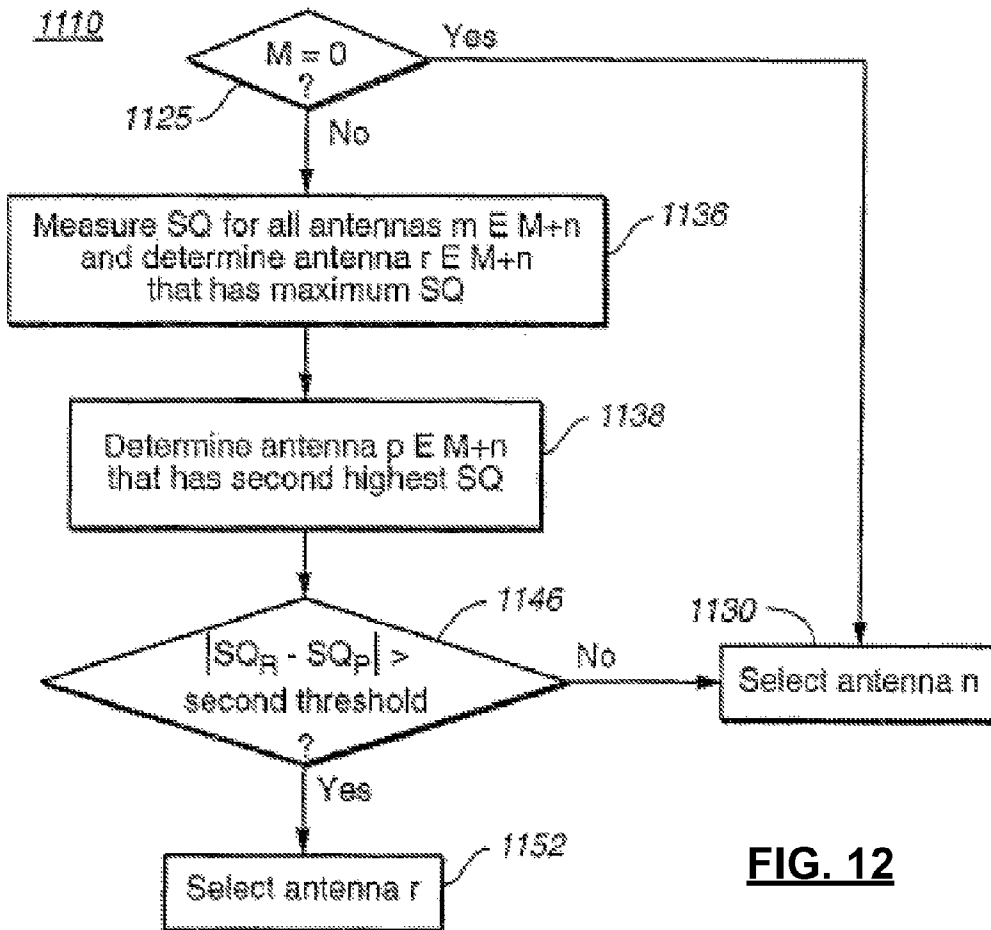 1110
M = 0
?
Yes
1125
No
Measure SQ for all antennas m E M+n
and determine antenna r E M+n
that has maximum SQ
1136
Determine antenna p E M+n
that has second highest SQ
1138
|SQR - SQP| >
second threshold
?
1146
No
1130
Select antenna n
Yes
Select antenna r
1152
FIG. 12